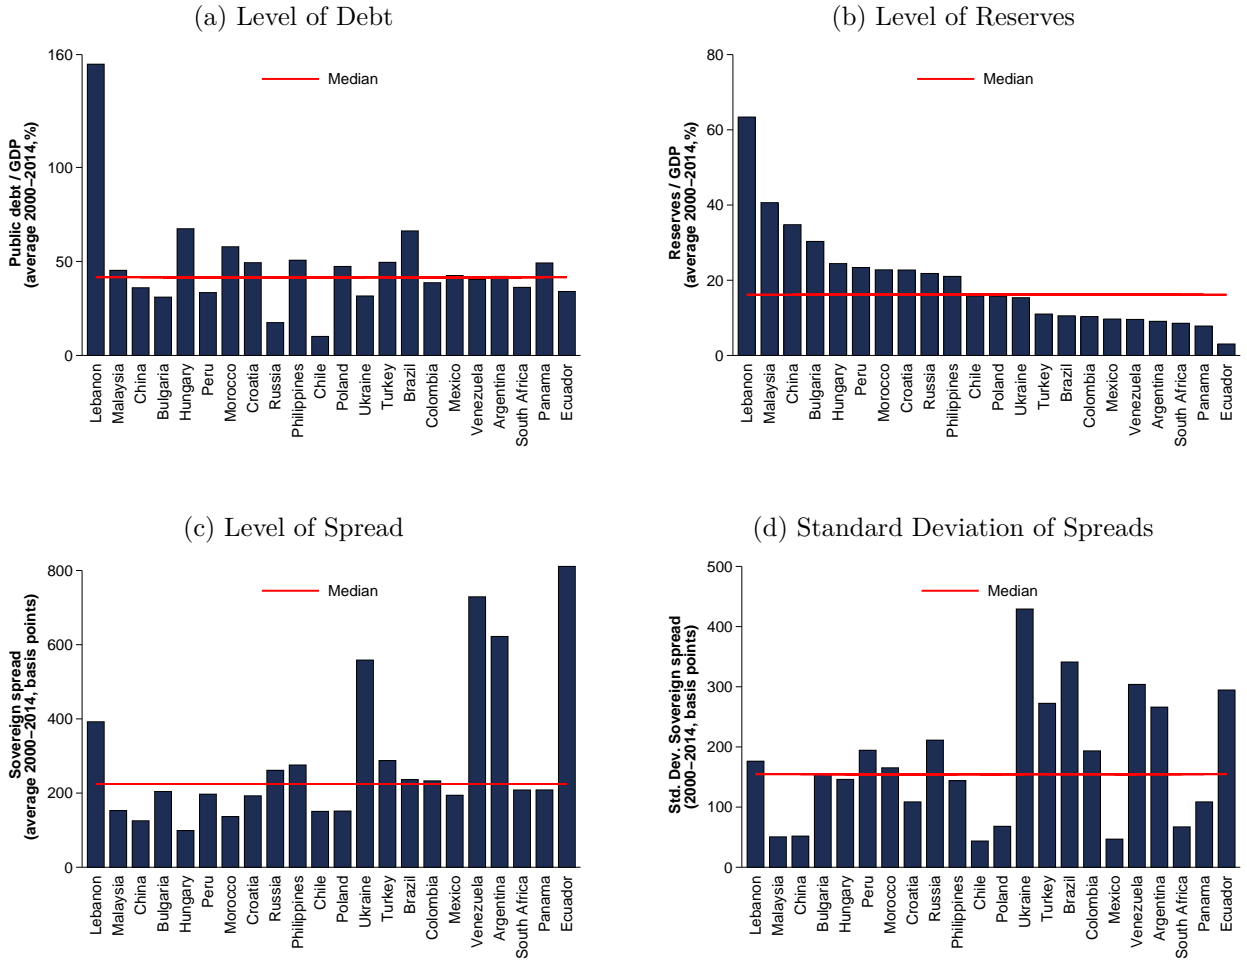 (a) Level of Debt
Public debt / GDP
(average 2000−2014,%)
160
100
50
0
Median
Lebanon
Malaysia
China
Bulgaria
Hungary
Peru
Morocco
Croatia
Russia
Philippines
Chile
Poland
Ukraine
Turkey
Brazil
Colombia
Mexico
Venezuela
Argentina
South Africa
Panama
Ecuador
(b) Level of Reserves
Reserves / GDP
(average 2000−2014,%)
80
60
40
20
0
Median
Lebanon
Malaysia
China
Bulgaria
Hungary
Peru
Morocco
Croatia
Russia
Philippines
Chile
Poland
Ukraine
Turkey
Brazil
Colombia
Mexico
Venezuela
Argentina
South Africa
Panama
Ecuador
(c) Level of Spread
Sovereign spread
(average 2000−2014, basis points)
800
600
400
200
0
Median
Lebanon
Malaysia
China
Bulgaria
Hungary
Peru
Morocco
Croatia
Russia
Philippines
Chile
Poland
Ukraine
Turkey
Brazil
Colombia
Mexico
Venezuela
Argentina
South Africa
Panama
Ecuador
(d) Standard Deviation of Spreads
Std. Dev. Sovereign spread
(2000−2014, basis points)
500
400
300
200
100
0
Median
Lebanon
Malaysia
China
Bulgaria
Hungary
Peru
Morocco
Croatia
Russia
Philippines
Chile
Poland
Ukraine
Turkey
Brazil
Colombia
Mexico
Venezuela
Argentina
South Africa
Panama
Ecuador